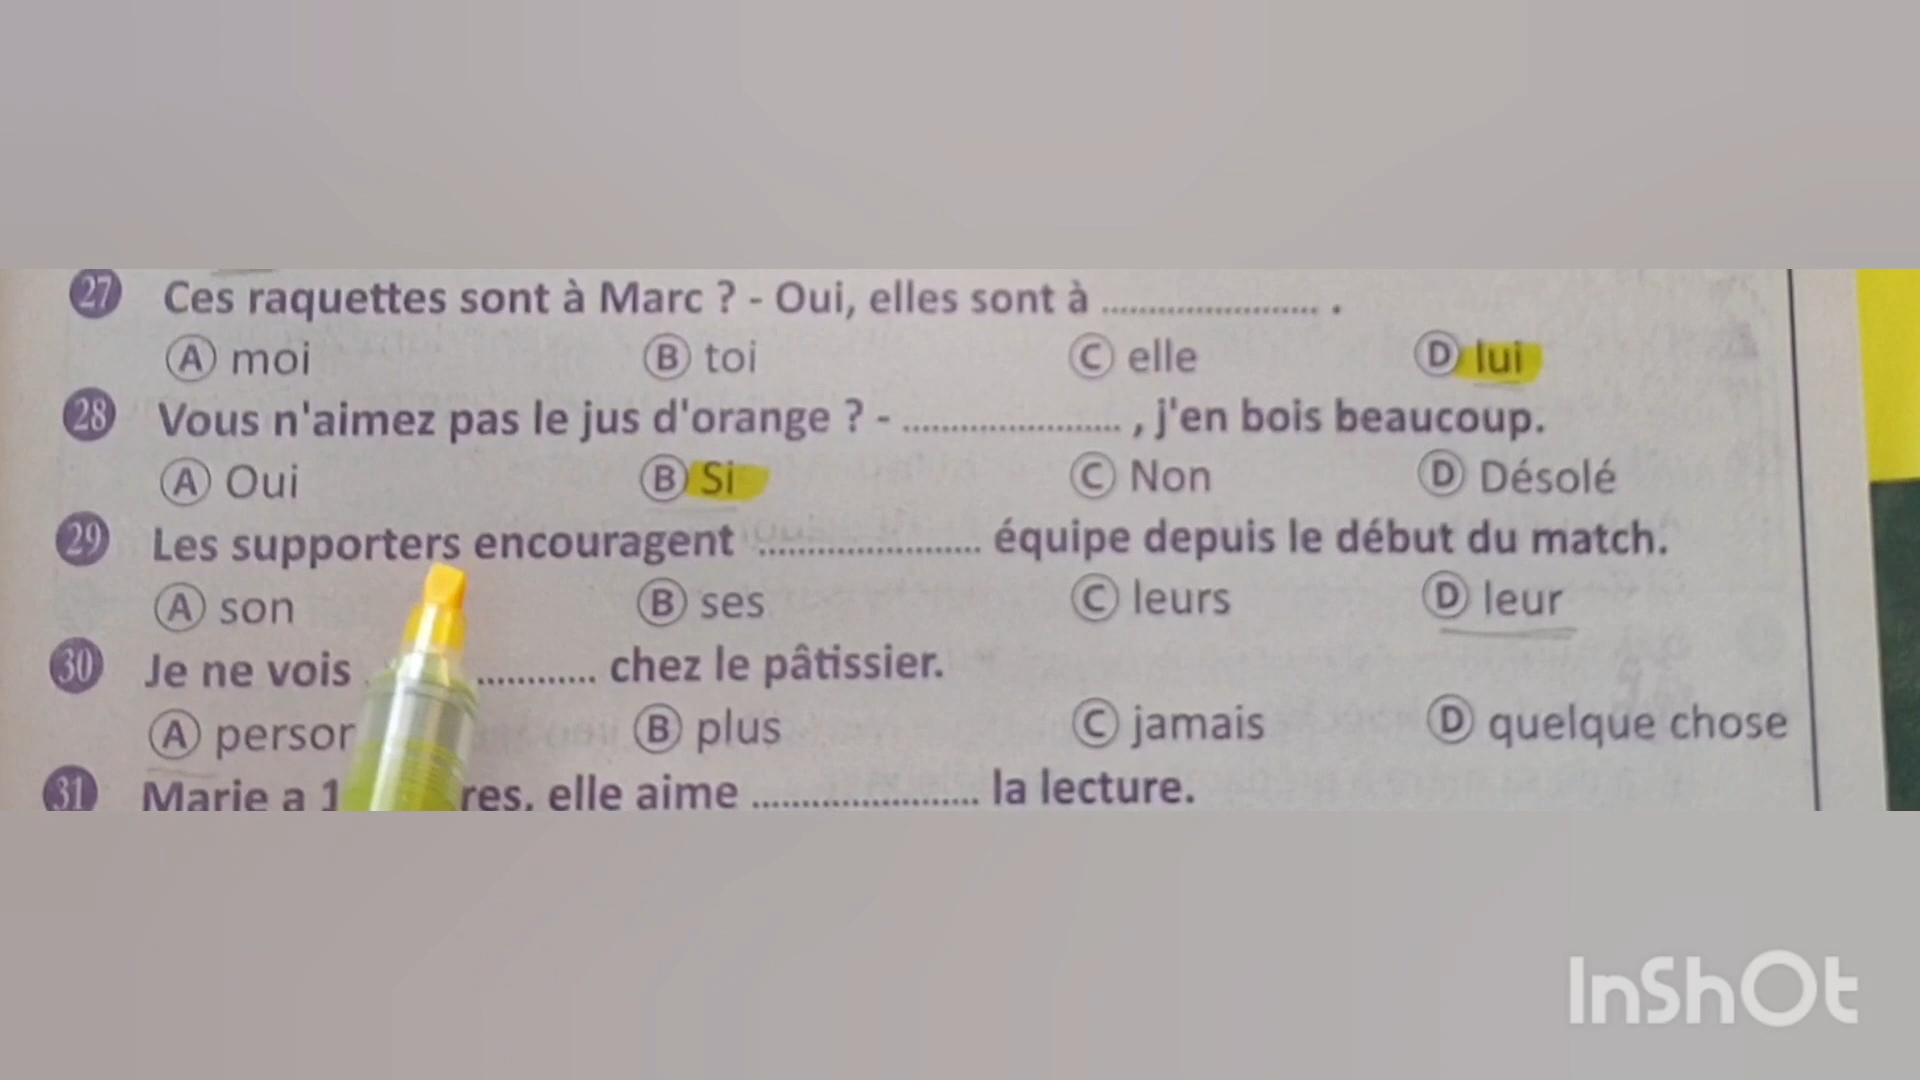 27 Ces raquettes sont à Marc ? - Oui, elles sont à ...................... .
A moi B toi C elle D lui
28 Vous n'aimez pas le jus d'orange ? - ...................... , j'en bois beaucoup.
A Oui B Si C Non D Désolé
29 Les supporters encouragent ...................... équipe depuis le début du match.
A son B ses C leurs D leur
30 Je ne vois ............ chez le pâtissier.
A B plus C jamais D quelque chose
31 Marie a elle aime ...................... la lecture.
InShOt